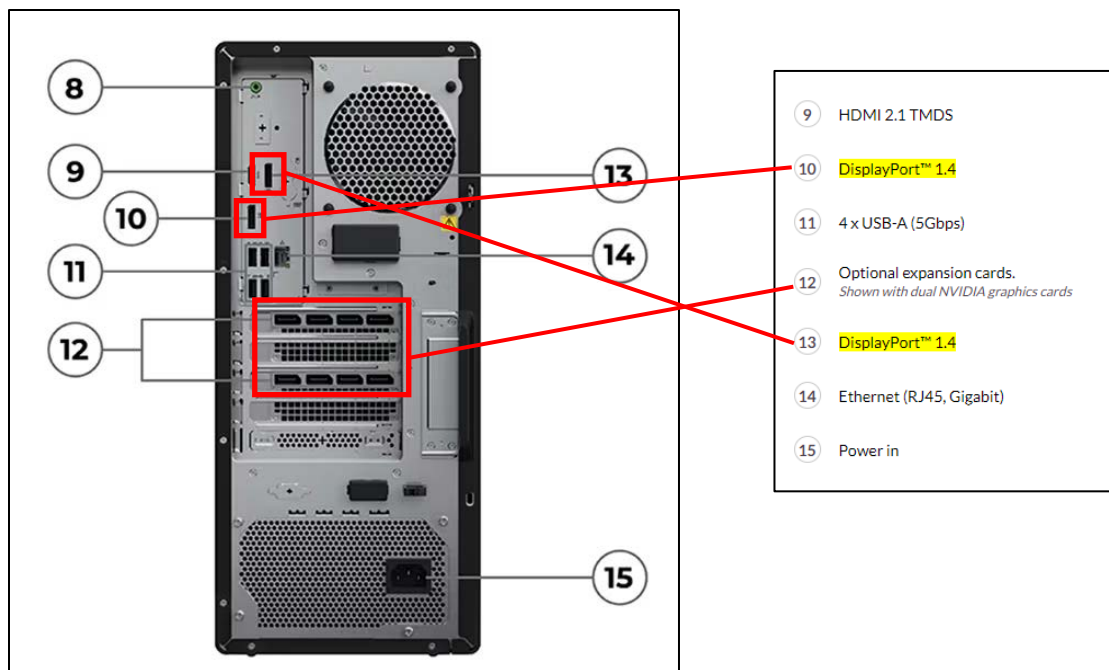 8
9
10
11
12
13
14
15
9 HDMI 2.1 TMDS
10 DisplayPort™ 1.4
11 4 x USB-A (5Gbps)
12 Optional expansion cards.
Shown with dual NVIDIA graphics cards
13 DisplayPort™ 1.4
14 Ethernet (RJ45, Gigabit)
15 Power in